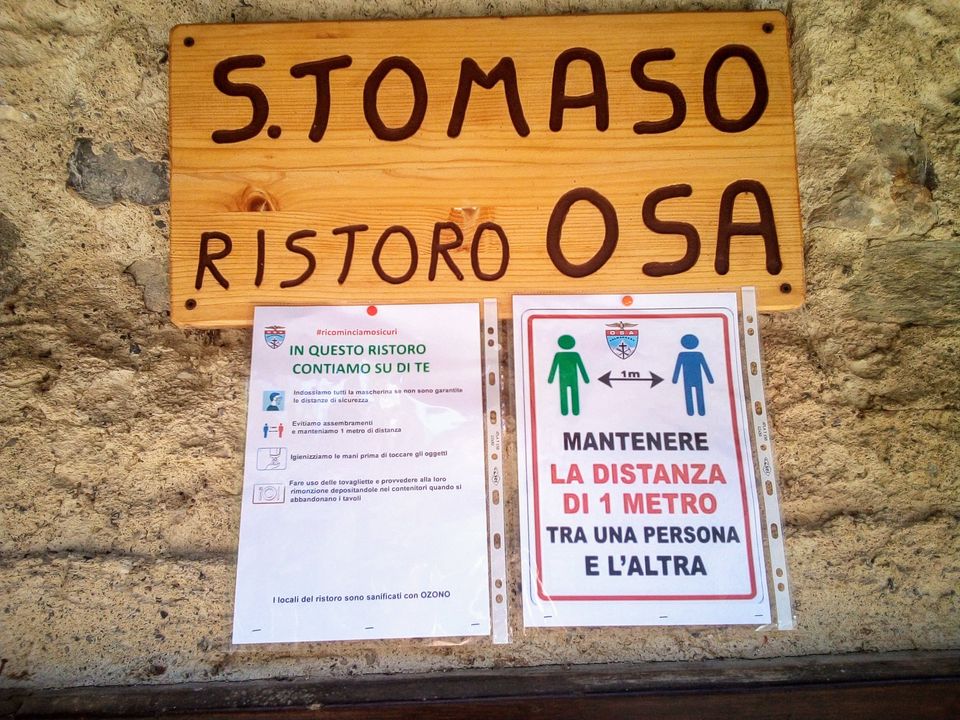 S. TOMASO
RISTORO OSA
#ricominciamosicuri
IN QUESTO RISTORO
CONTIAMO SU DI TE
Indossiamo tutti la mascherina se non sono garantite
le distanze di sicurezza
Evitiamo assembramenti
e manteniamo 1 metro di distanza
Igienizziamo le mani prima di toccare gli oggetti
Fare uso delle tovagliette e provvedere alla loro
rimonzione depositandole nei contenitori quando si
abbandonano i tavoli
I locali del ristoro sono sanificati con OZONO
OSA
1m
MANTENERE
LA DISTANZA
DI 1 METRO
TRA UNA PERSONA
E L'ALTRA